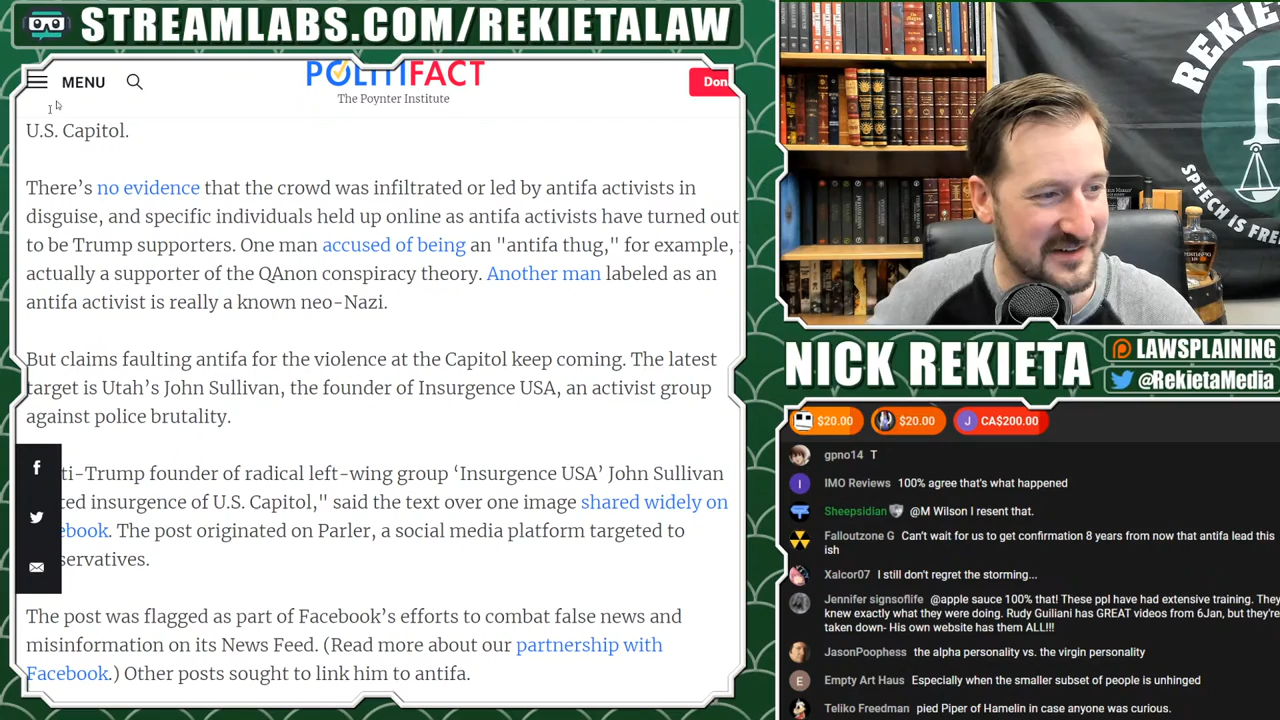 STREAMLABS.COM/REKIETALAW
MENU
POLITIFACT
The Poynter Institute
U.S. Capitol.
There's no evidence that the crowd was infiltrated or led by antifa activists in
disguise, and specific individuals held up online as antifa activists have turned out
to be Trump supporters. One man accused of being an "antifa thug," for example,
actually a supporter of the QAnon conspiracy theory. Another man labeled as an
antifa activist is really a known neo-Nazi.
But claims faulting antifa for the violence at the Capitol keep coming. The latest
target is Utah's John Sullivan, the founder of Insurgence USA, an activist group
against police brutality.
ti-Trump founder of radical left-wing group ‘Insurgence USA’ John Sullivan
ted insurgence of U.S. Capitol," said the text over one image shared widely on
ebook. The post originated on Parler, a social media platform targeted to
servatives.
The post was flagged as part of Facebook's efforts to combat false news and
misinformation on its News Feed. (Read more about our partnership with
Facebook.) Other posts sought to link him to antifa.
REKIE
SPEECH IS FRE
NICK REKIETA
LAWSPLAINING
@RekietaMedia
$20.00
$20.00
J CA$200.00
gpno14 T
I IMO Reviews 100% agree that's what happened
Sheepsidian @M Wilson I resent that.
Falloutzone G Can't wait for us to get confirmation 8 years from now that antifa lead this
ish
Xalcor07 I still don't regret the storming...
Jennifer signsoflife @apple sauce 100% that! These ppl have had extensive training. They
knew exactly what they were doing. Rudy Guiliani has GREAT videos from 6Jan, but they're
taken down- His own website has them ALL!!!
JasonPoophess the alpha personality vs. the virgin personality
E Empty Art Haus Especially when the smaller subset of people is unhinged
Teliko Freedman pied Piper of Hamelin in case anyone was curious.